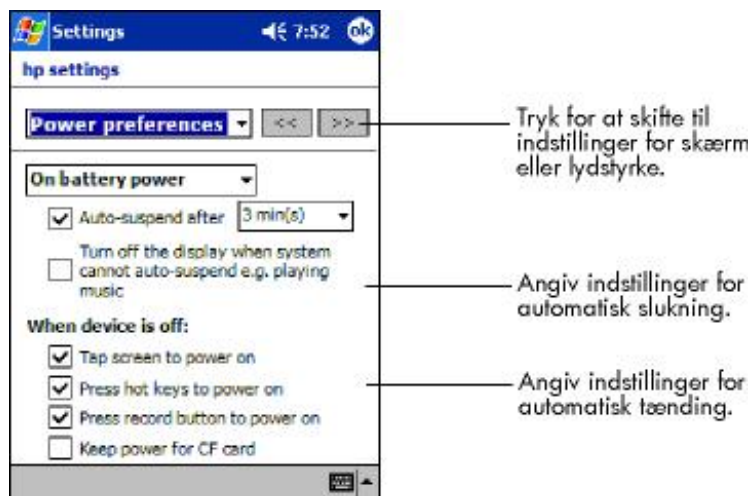 Settings 7:52 ok
hp settings
Power preferences << >>
Tryk for at skifte til
indstillinger for skærm
eller lydstyrke.
On battery power
Auto-suspend after 3 min(s)
Turn off the display when system
cannot auto-suspend e.g. playing
music
Angiv indstillinger for
automatisk slukning.
When device is off:
Tap screen to power on
Press hot keys to power on
Press record button to power on
Keep power for CF card
Angiv indstillinger for
automatisk tænding.